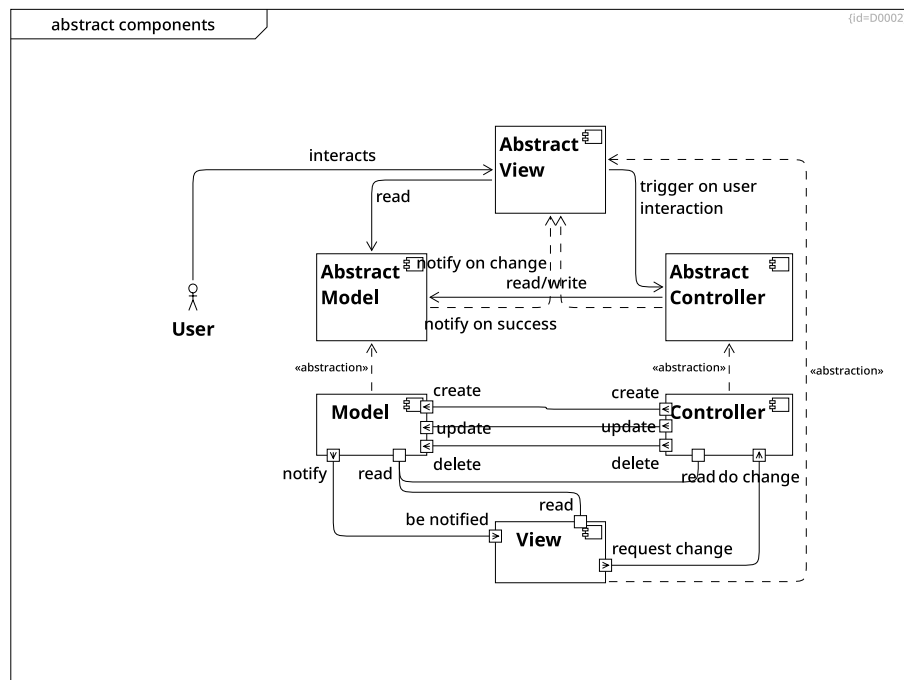 abstract components
{id=D0002
Abstract
View
interacts
read
trigger on user
interaction
Abstract
Model
notify on change
read/write
notify on success
Abstract
Controller
User
«abstraction»
«abstraction»
«abstraction»
Model
create
create
Controller
update
update
notify
read
delete
delete
read
do change
read
be notified
View
request change